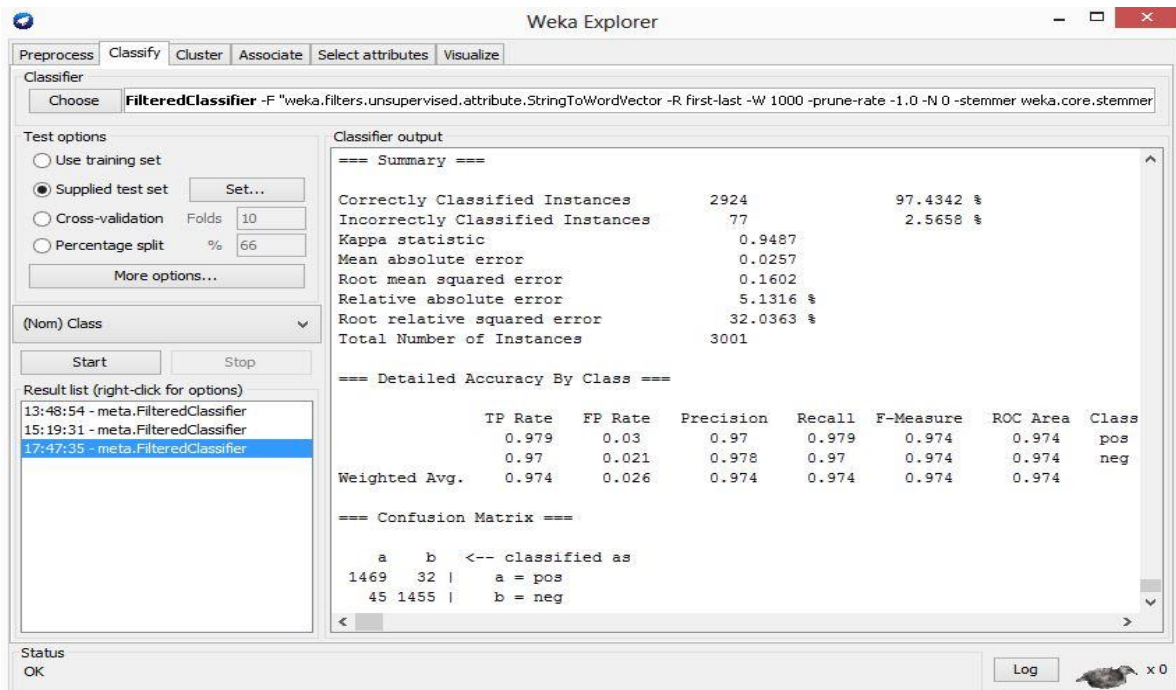 Weka Explorer
Preprocess Classify Cluster Associate Select attributes Visualize
Classifier
Choose FilteredClassifier -F "weka.filters.unsupervised.attribute.StringToWordVector -R first-last -W 1000 -prune-rate -1.0 -N 0 -stemmer weka.core.stemmer
Test options
Use training set
Supplied test set Set...
Cross-validation Folds 10
Percentage split % 66
More options...
(Nom) Class
Start Stop
Result list (right-click for options)
13:48:54 - meta.FilteredClassifier
15:19:31 - meta.FilteredClassifier
17:47:35 - meta.FilteredClassifier
Classifier output
=== Summary ===
Correctly Classified Instances 2924 97.4342 %
Incorrectly Classified Instances 77 2.5658 %
Kappa statistic 0.9487
Mean absolute error 0.0257
Root mean squared error 0.1602
Relative absolute error 5.1316 %
Root relative squared error 32.0363 %
Total Number of Instances 3001
=== Detailed Accuracy By Class ===
TP Rate FP Rate Precision Recall F-Measure ROC Area Class
0.979 0.03 0.97 0.979 0.974 0.974 pos
0.97 0.021 0.978 0.97 0.974 0.974 neg
Weighted Avg. 0.974 0.026 0.974 0.974 0.974 0.974
=== Confusion Matrix ===
a b <-- classified as
1469 32 | a = pos
45 1455 | b = neg
Status
OK
Log x 0